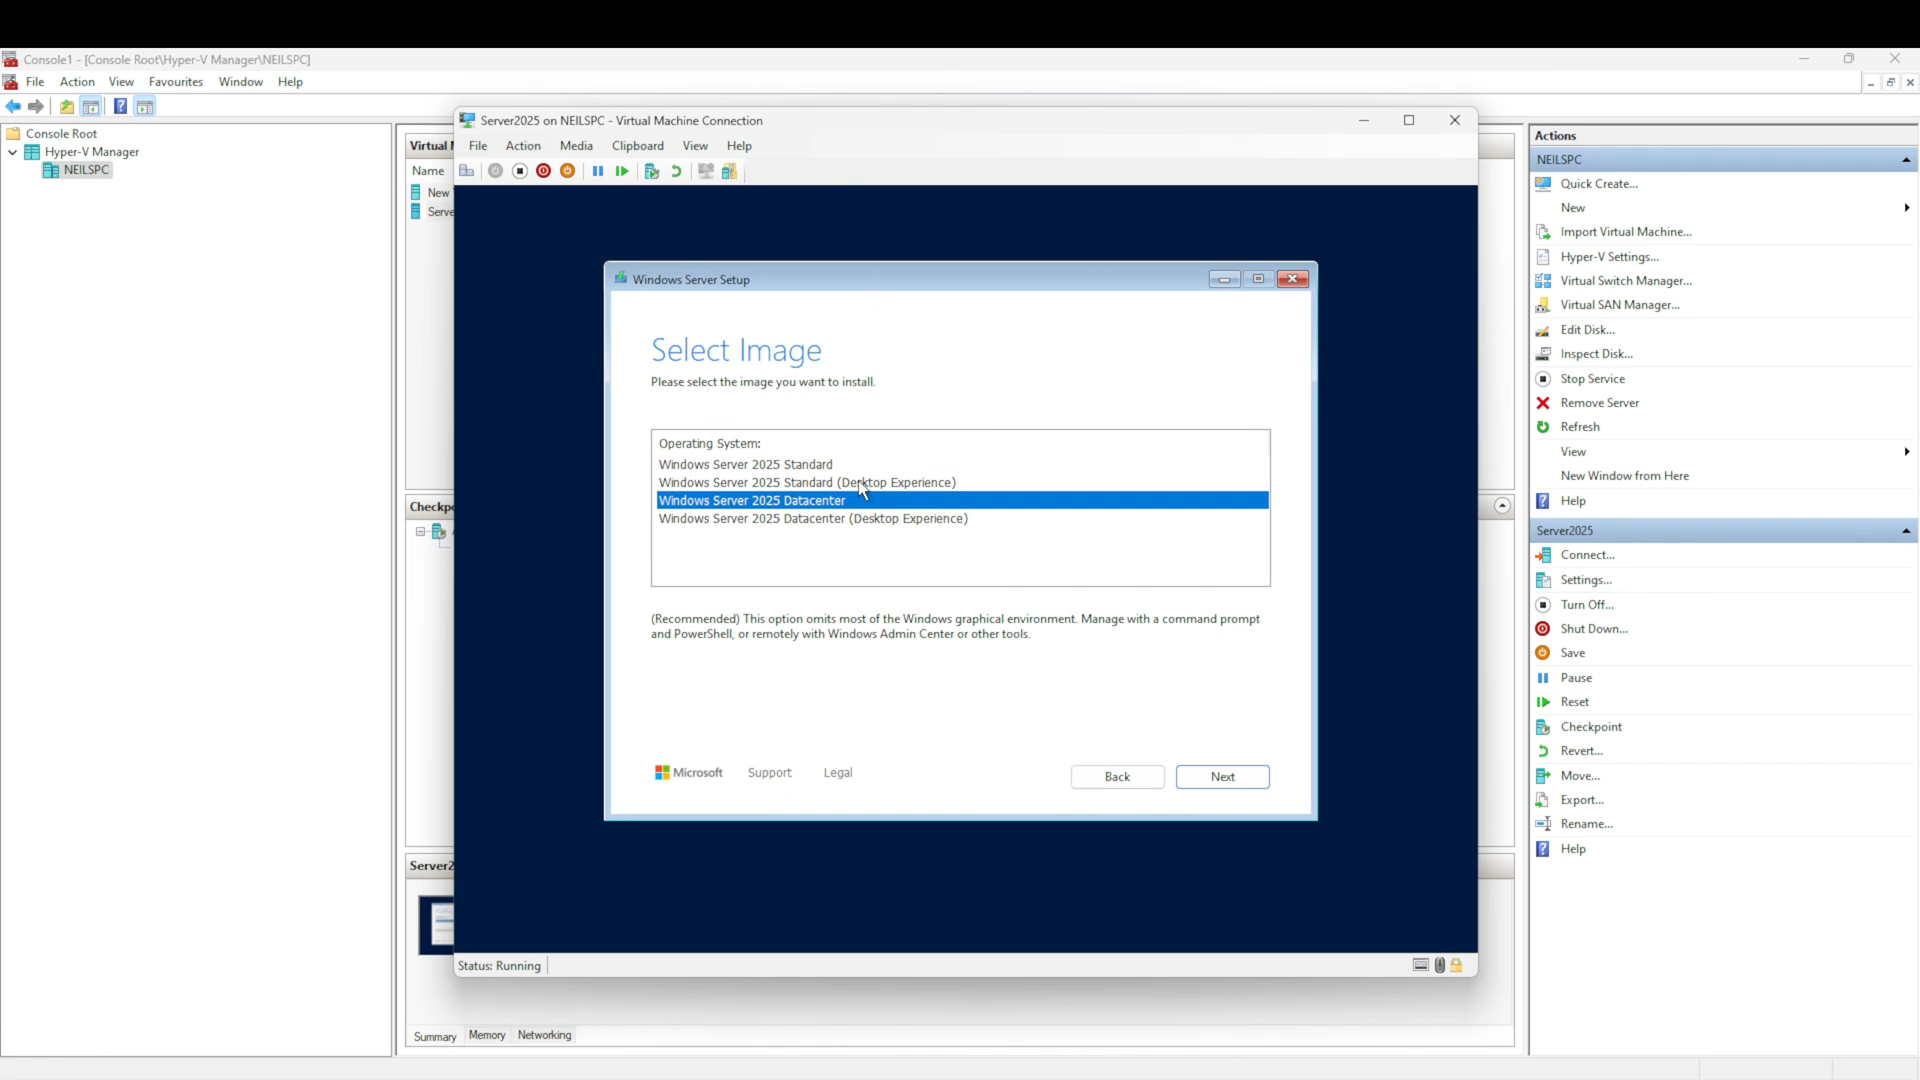 Console1 - [Console Root\Hyper-V Manager\NEILSPC]
File Action View Favourites Window Help
Console Root
Hyper-V Manager
NEILSPC
Virtual
Name
New
Serve
Checkp
Server2
Summary Memory Networking
Server2025 on NEILSPC - Virtual Machine Connection
File Action Media Clipboard View Help
Windows Server Setup
Select Image
Please select the image you want to install.
Operating System:
Windows Server 2025 Standard
Windows Server 2025 Standard (Desktop Experience)
Windows Server 2025 Datacenter
Windows Server 2025 Datacenter (Desktop Experience)
(Recommended) This option omits most of the Windows graphical environment. Manage with a command prompt
and PowerShell, or remotely with Windows Admin Center or other tools.
Microsoft Support Legal
Back Next
Status: Running
Actions
NEILSPC
Quick Create...
New
Import Virtual Machine...
Hyper-V Settings...
Virtual Switch Manager...
Virtual SAN Manager...
Edit Disk...
Inspect Disk...
Stop Service
Remove Server
Refresh
View
New Window from Here
Help
Server2025
Connect...
Settings...
Turn Off...
Shut Down...
Save
Pause
Reset
Checkpoint
Revert...
Move...
Export...
Rename...
Help